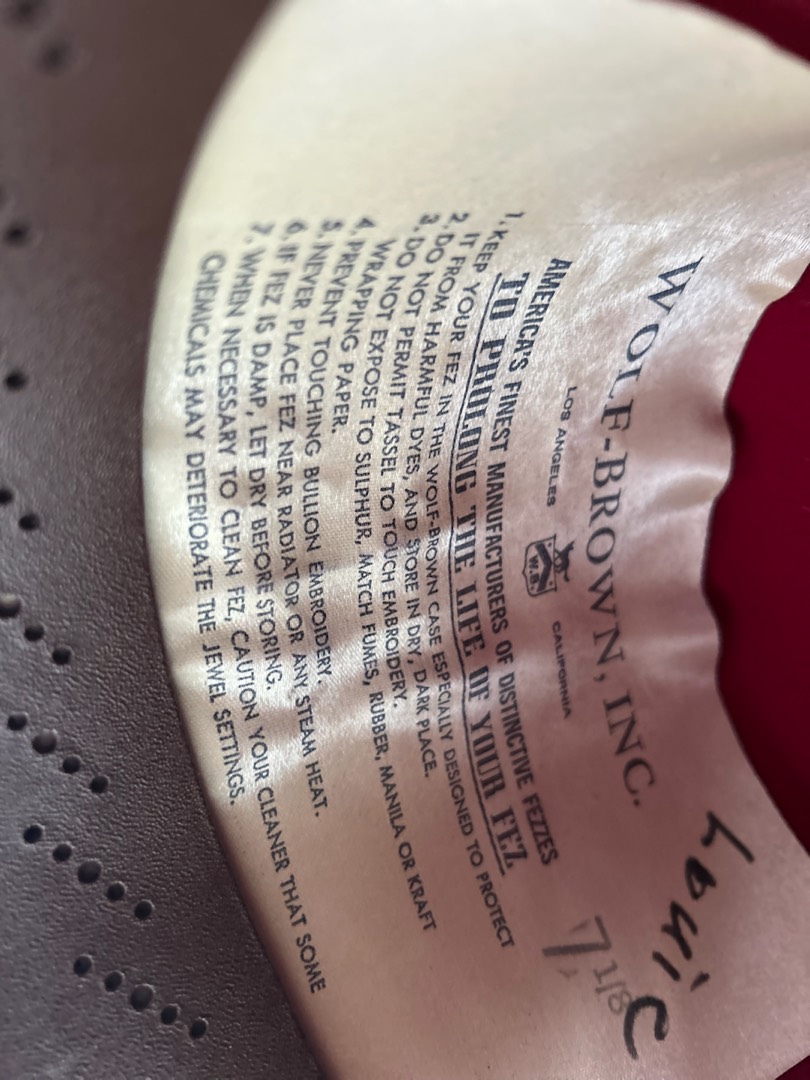 WOLF-BROWN, INC.
LOS ANGELES W.B. CALIFORNIA
AMERICA'S FINEST MANUFACTURERS OF DISTINCTIVE FEZZES
TO PROLONG THE LIFE OF YOUR FEZ
1. KEEP YOUR FEZ IN THE WOLF-BROWN CASE ESPECIALLY DESIGNED TO PROTECT
IT FROM HARMFUL DYES, AND STORE IN DRY, DARK PLACE.
2. DO NOT PERMIT TASSEL TO TOUCH EMBROIDERY.
3. DO NOT EXPOSE TO SULPHUR, MATCH FUMES, RUBBER, MANILA OR KRAFT
WRAPPING PAPER.
4. PREVENT TOUCHING BULLION EMBROIDERY.
5. NEVER PLACE FEZ NEAR RADIATOR OR ANY STEAM HEAT.
6. IF FEZ IS DAMP, LET DRY BEFORE STORING.
7. WHEN NECESSARY TO CLEAN FEZ, CAUTION YOUR CLEANER THAT SOME
CHEMICALS MAY DETERIORATE THE JEWEL SETTINGS.
7 1/8